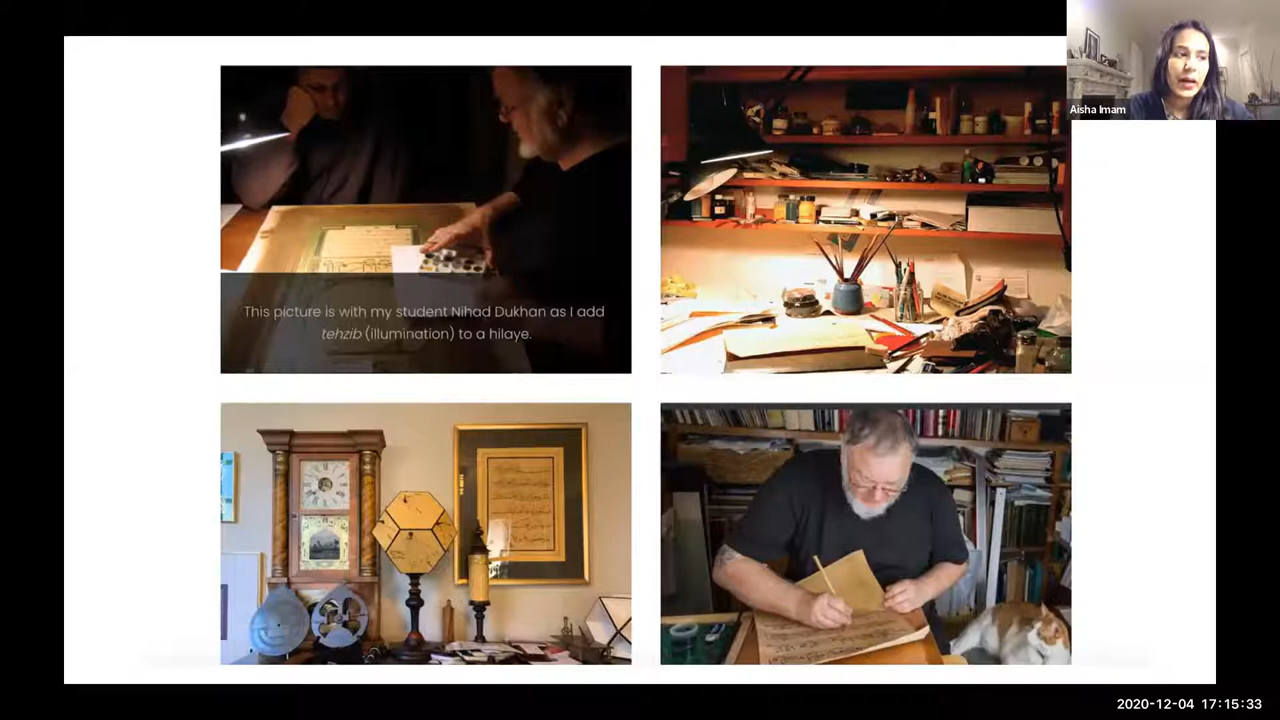 Aisha Imam
This picture is with my student Nihad Dukhan as I add
tehzib (illumination) to a hilaye.
2020-12-04 17:15:33